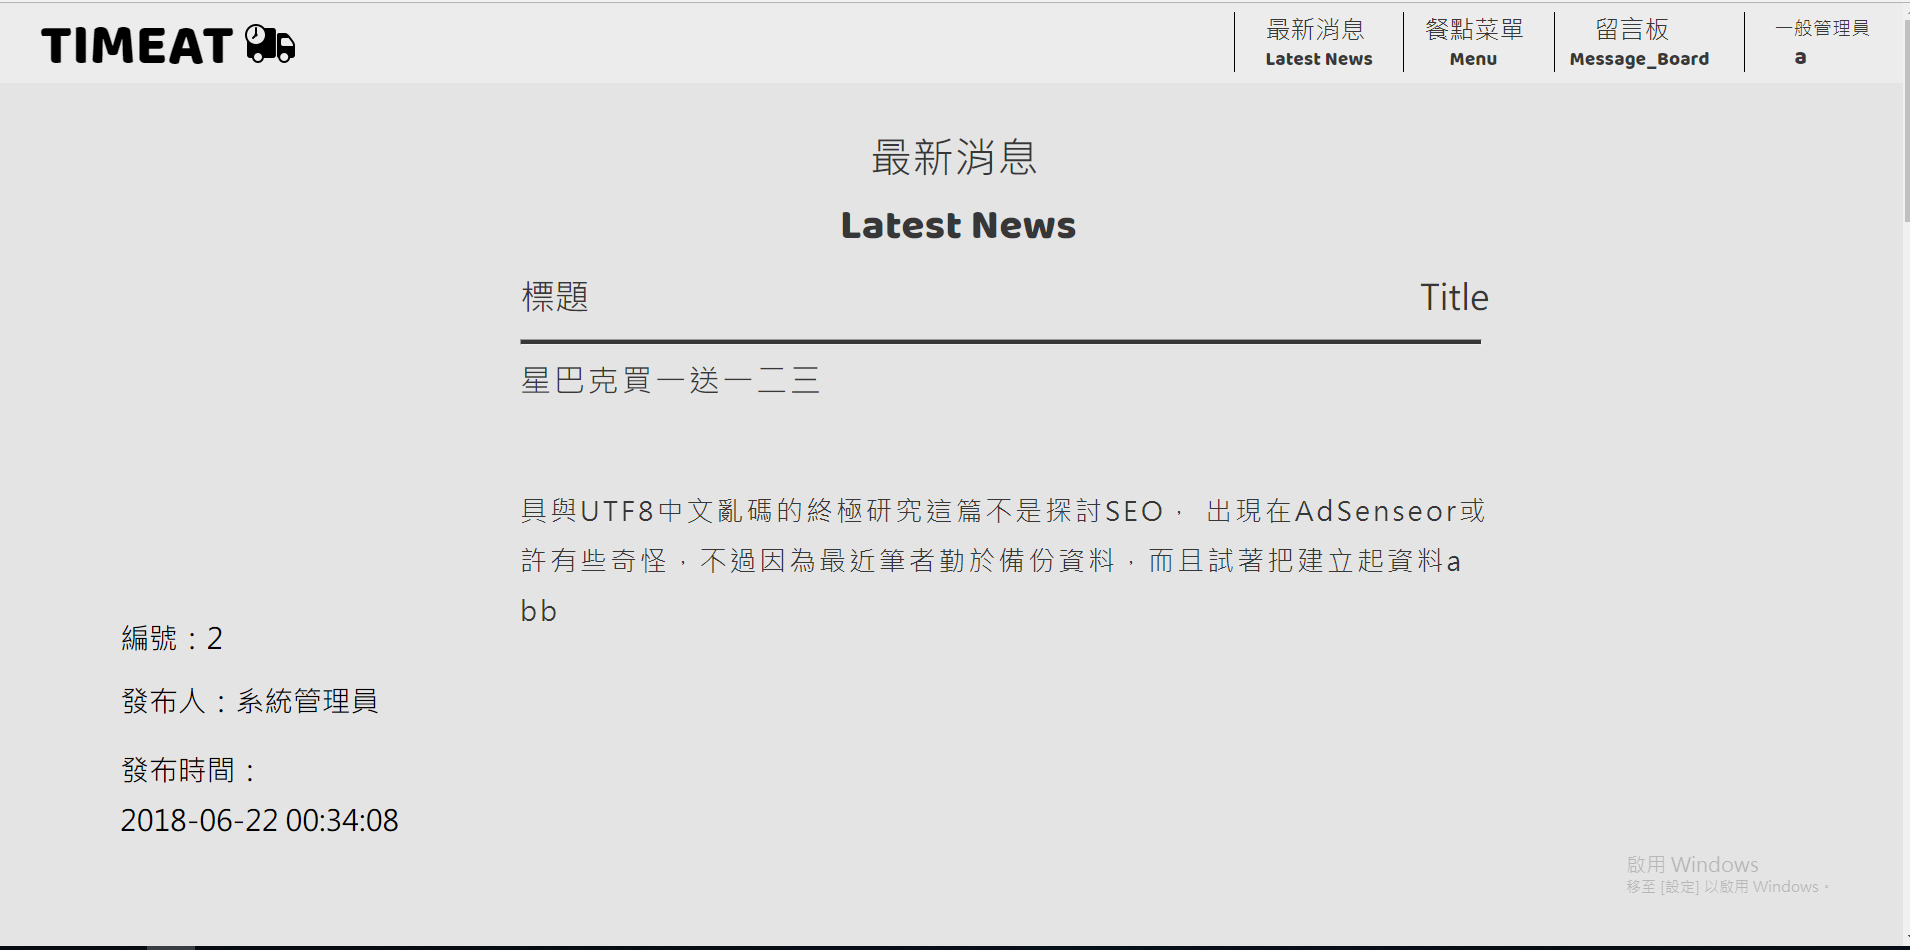 TIMEAT
最新消息
Latest News
餐點菜單
Menu
留言板
Message_Board
一般管理員
a
最新消息
Latest News
標題 Title
星巴克買一送一二三
具與UTF8中文亂碼的終極研究這篇不是探討SEO， 出現在AdSenseor或
許有些奇怪，不過因為最近筆者勤於備份資料，而且試著把建立起資料a
bb
編號：2
發布人：系統管理員
發布時間：
2018-06-22 00:34:08
啟用 Windows
移至 [設定] 以啟用 Windows。